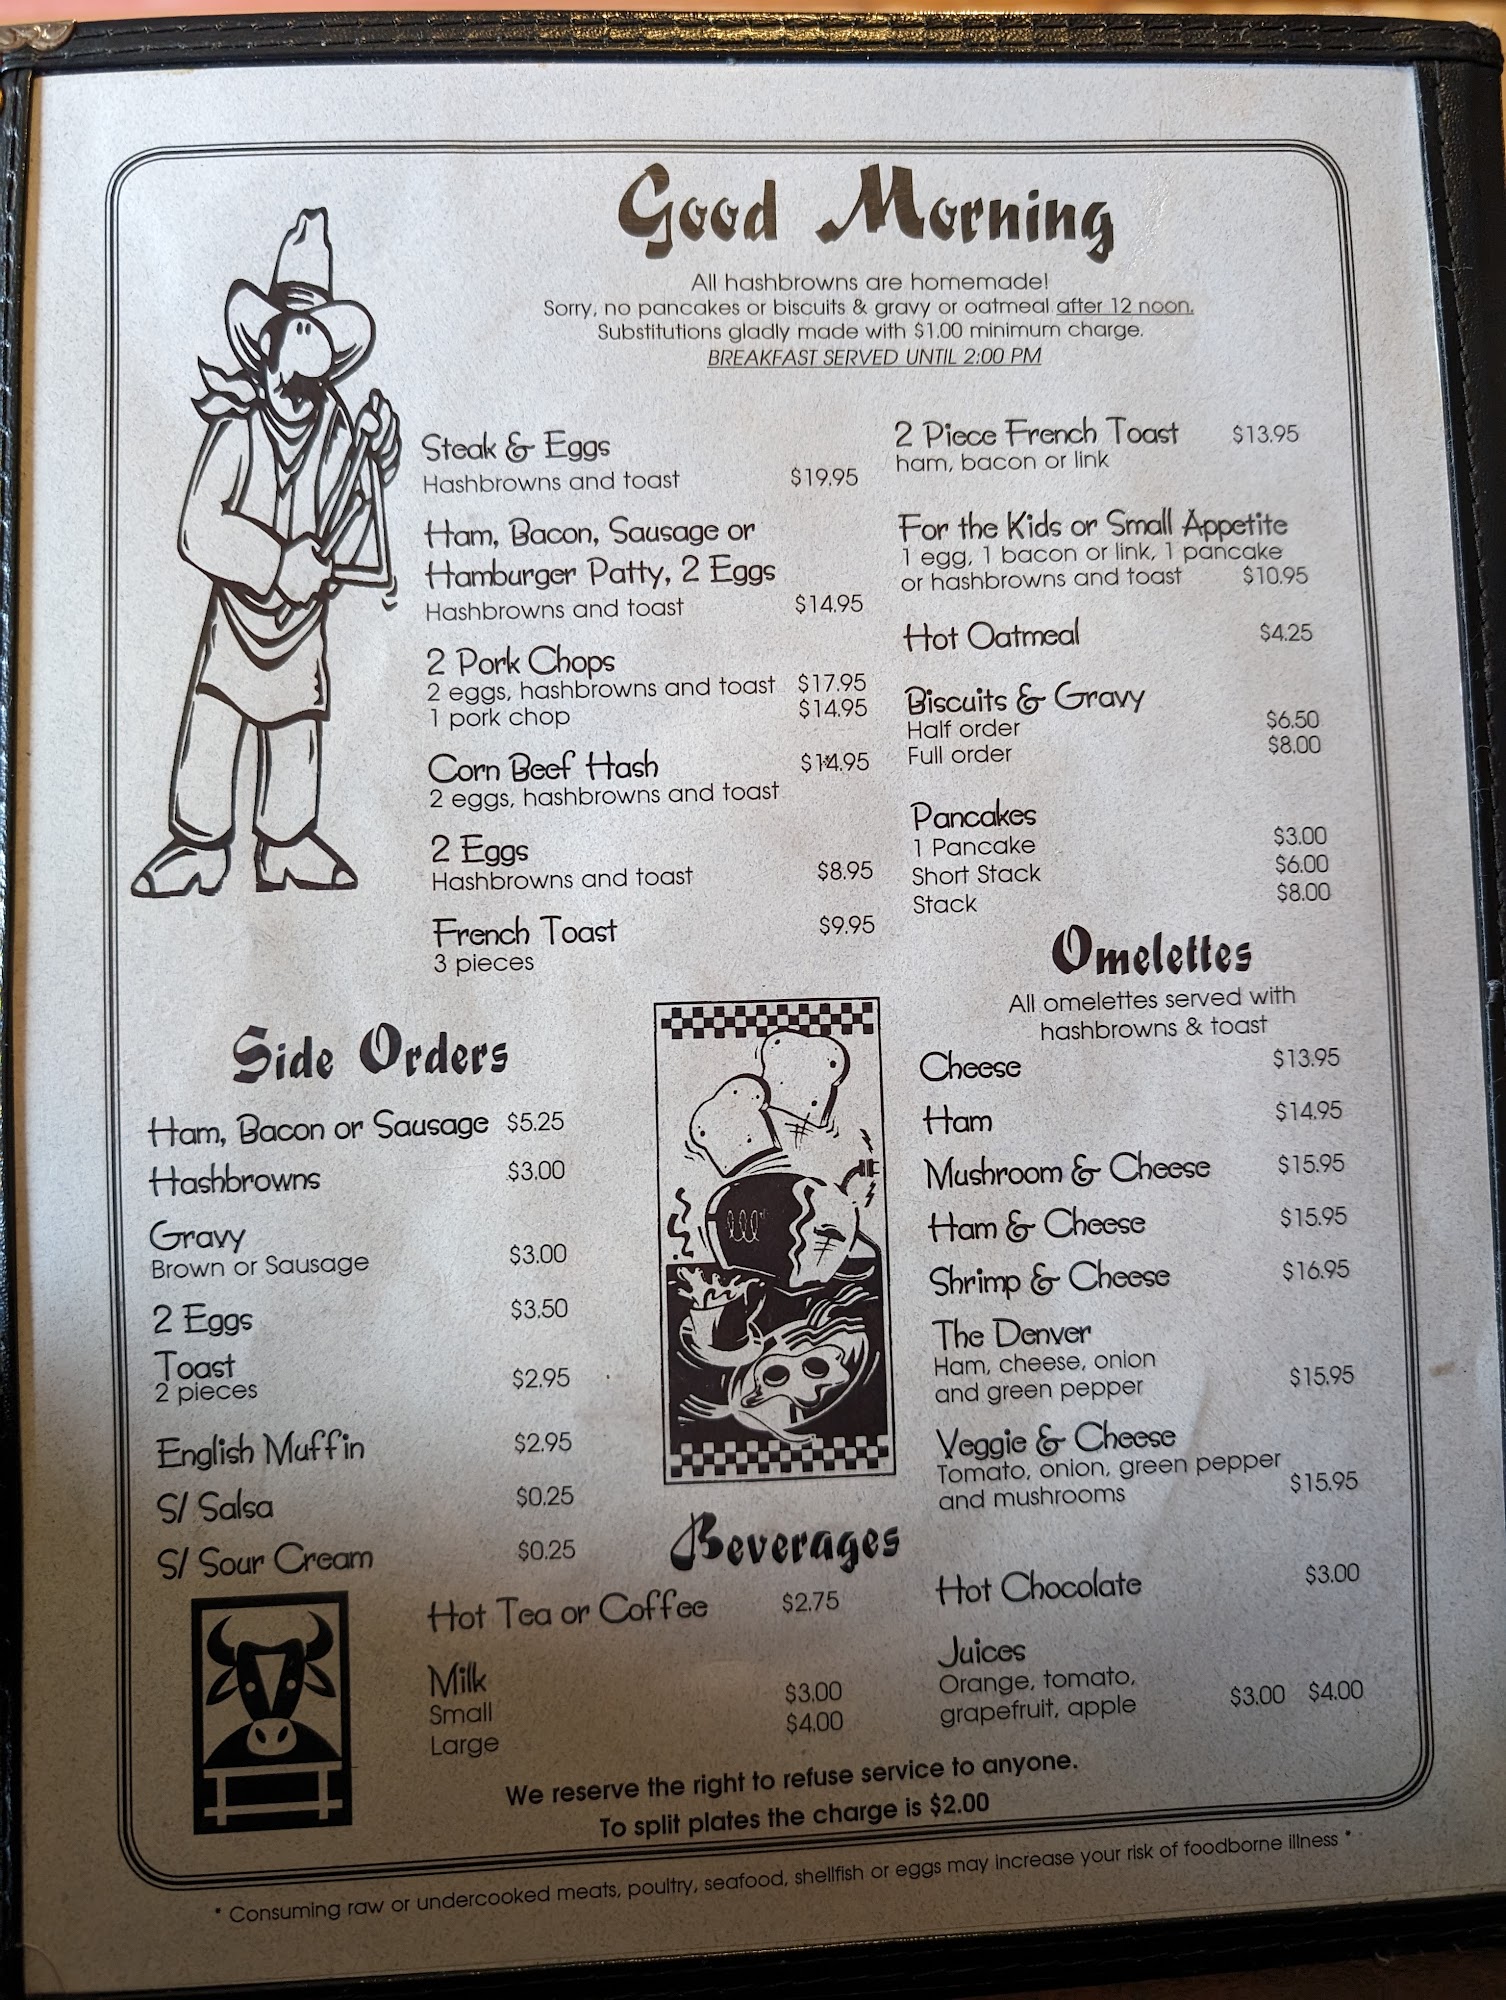 Good Morning
All hashbrowns are homemade!
Sorry, no pancakes or biscuits & gravy or oatmeal after 12 noon.
Substitutions gladly made with $1.00 minimum charge.
BREAKFAST SERVED UNTIL 2:00 PM
Steak & Eggs
Hashbrowns and toast $19.95
Ham, Bacon, Sausage or
Hamburger Patty, 2 Eggs
Hashbrowns and toast $14.95
2 Pork Chops
2 eggs, hashbrowns and toast $17.95
1 pork chop $14.95
Corn Beef Hash $14.95
2 eggs, hashbrowns and toast
2 Eggs
Hashbrowns and toast $8.95
French Toast $9.95
3 pieces
2 Piece French Toast $13.95
ham, bacon or link
For the Kids or Small Appetite
1 egg, 1 bacon or link, 1 pancake
or hashbrowns and toast $10.95
Hot Oatmeal $4.25
Biscuits & Gravy
Half order $6.50
Full order $8.00
Pancakes
1 Pancake $3.00
Short Stack $6.00
Stack $8.00
Omelettes
All omelettes served with
hashbrowns & toast
Cheese $13.95
Ham $14.95
Mushroom & Cheese $15.95
Ham & Cheese $15.95
Shrimp & Cheese $16.95
The Denver
Ham, cheese, onion
and green pepper $15.95
Veggie & Cheese
Tomato, onion, green pepper
and mushrooms $15.95
Side Orders
Ham, Bacon or Sausage $5.25
Hashbrowns $3.00
Gravy
Brown or Sausage $3.00
2 Eggs $3.50
Toast
2 pieces $2.95
English Muffin $2.95
S/ Salsa $0.25
S/ Sour Cream $0.25
Beverages
Hot Tea or Coffee $2.75
Milk
Small $3.00
Large $4.00
Hot Chocolate $3.00
Juices
Orange, tomato,
grapefruit, apple $3.00 $4.00
We reserve the right to refuse service to anyone.
To split plates the charge is $2.00
* Consuming raw or undercooked meats, poultry, seafood, shellfish or eggs may increase your risk of foodborne illness *